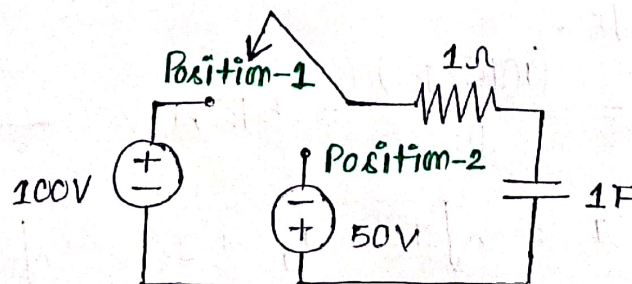 1Ω
Position-1
Position-2
100V
+
−
−
+
50V
1F